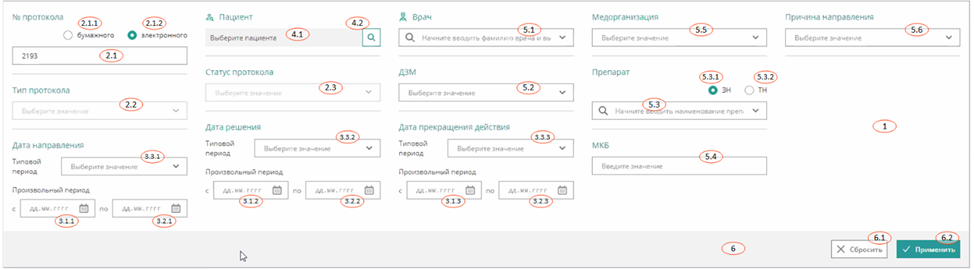 № протокола
2.1.1 2.1.2
бумажного электронного
2193 2.1
Тип протокола
Выберите значение 2.2
Дата направления
Типовой период Выберите значение 3.3.1
Произвольный период
с дд.мм.гггг по дд.мм.гггг
3.1.1 3.2.1
Пациент 4.2
Выберите пациента 4.1
Статус протокола
Выберите значение 2.3
Дата решения
Типовой период Выберите значение 3.3.2
Произвольный период
с дд.мм.гггг по дд.мм.гггг
3.1.2 3.2.2
Врач
Начните вводить фамилию врача и вы 5.1
ДЗМ
Выберите значение 5.2
Дата прекращения действия
Типовой период Выберите значение 3.3.3
Произвольный период
с дд.мм.гггг по дд.мм.гггг
3.1.3 3.2.3
Медорганизация
Выберите значение 5.5
Препарат
5.3.1 5.3.2
ЗН ТН
Начните вводить наименование преп 5.3
МКБ
Введите значение 5.4
Причина направления
Выберите значение 5.6
1
6 6.1 6.2
Сбросить Применить